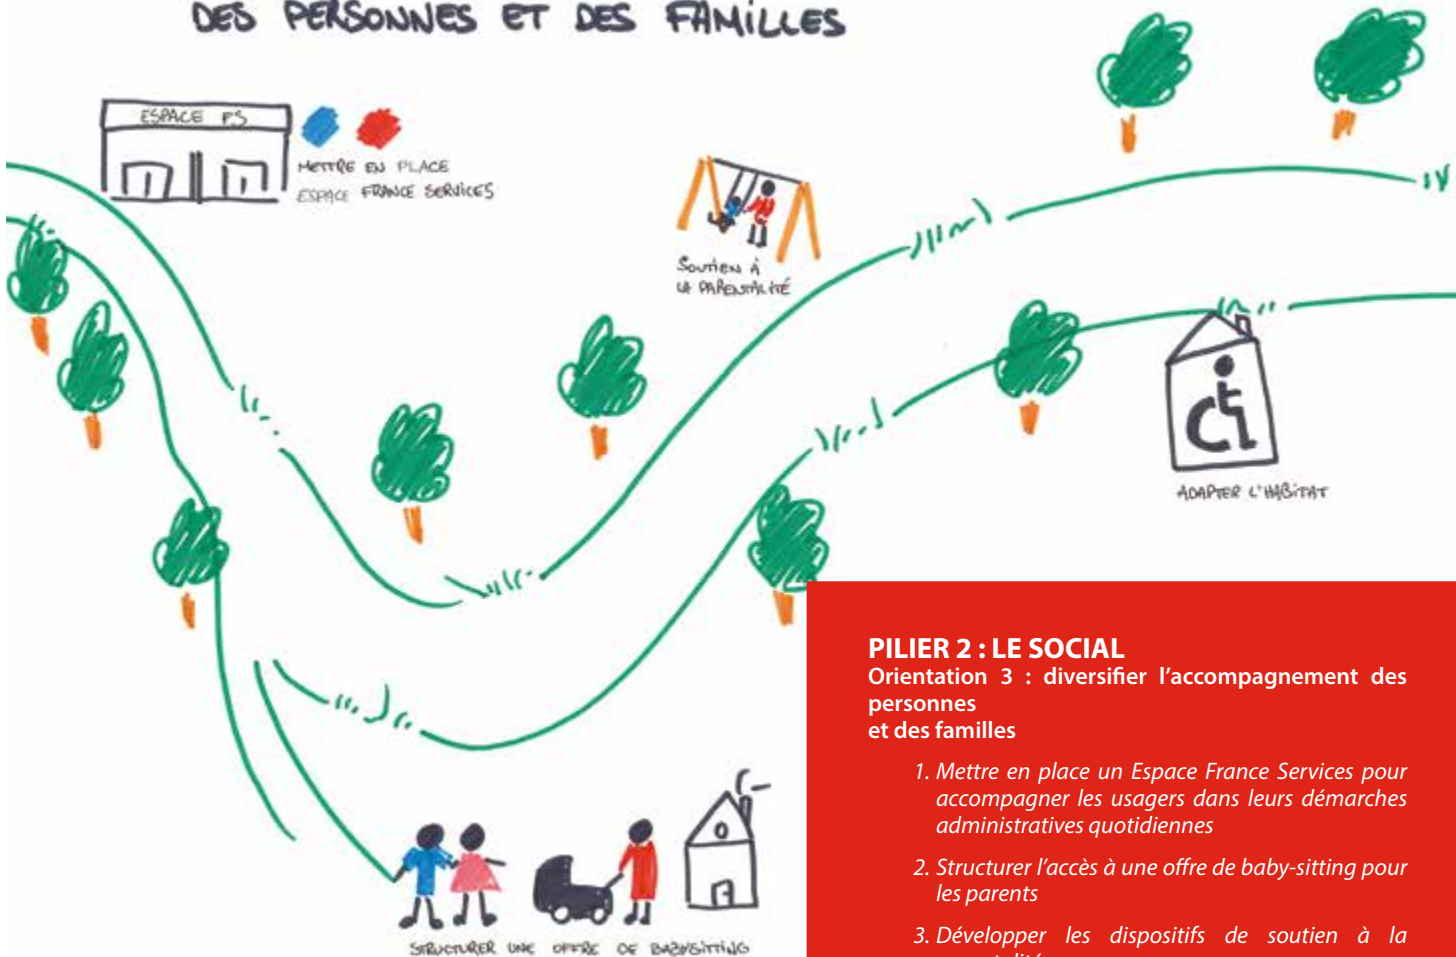 DES PERSONNES ET DES FAMILLES
ESPACE FS
METTRE EN PLACE
ESPACE FRANCE SERVICES
SOUTIEN À
LA PARENTALITÉ
ADAPTER L'HABITAT
STRUCTURER UNE OFFRE DE BABYSITTING
PILIER 2 : LE SOCIAL
Orientation 3 : diversifier l'accompagnement des
personnes
et des familles
1. Mettre en place un Espace France Services pour
accompagner les usagers dans leurs démarches
administratives quotidiennes
2. Structurer l'accès à une offre de baby-sitting pour
les parents
3. Développer les dispositifs de soutien à la